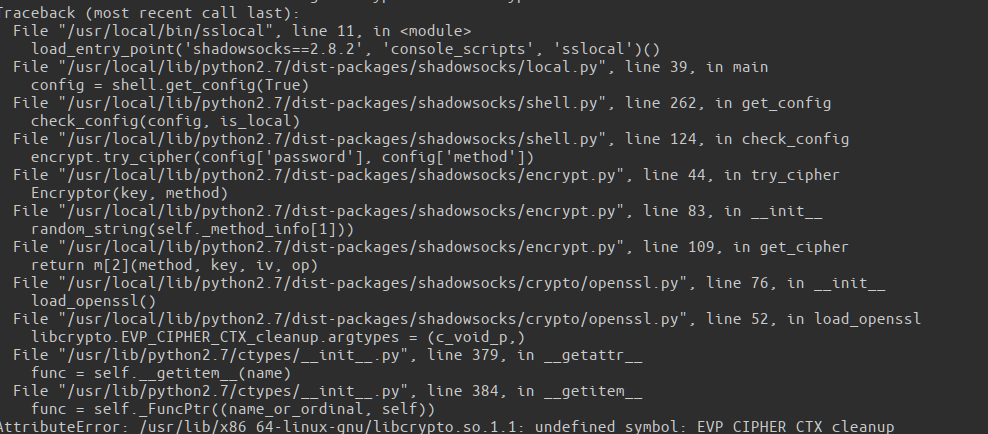 Traceback (most recent call last):
  File "/usr/local/bin/sslocal", line 11, in <module>
    load_entry_point('shadowsocks==2.8.2', 'console_scripts', 'sslocal')()
  File "/usr/local/lib/python2.7/dist-packages/shadowsocks/local.py", line 39, in main
    config = shell.get_config(True)
  File "/usr/local/lib/python2.7/dist-packages/shadowsocks/shell.py", line 262, in get_config
    check_config(config, is_local)
  File "/usr/local/lib/python2.7/dist-packages/shadowsocks/shell.py", line 124, in check_config
    encrypt.try_cipher(config['password'], config['method'])
  File "/usr/local/lib/python2.7/dist-packages/shadowsocks/encrypt.py", line 44, in try_cipher
    Encryptor(key, method)
  File "/usr/local/lib/python2.7/dist-packages/shadowsocks/encrypt.py", line 83, in __init__
    random_string(self._method_info[1]))
  File "/usr/local/lib/python2.7/dist-packages/shadowsocks/encrypt.py", line 109, in get_cipher
    return m[2](method, key, iv, op)
  File "/usr/local/lib/python2.7/dist-packages/shadowsocks/crypto/openssl.py", line 76, in __init__
    load_openssl()
  File "/usr/local/lib/python2.7/dist-packages/shadowsocks/crypto/openssl.py", line 52, in load_openssl
    libcrypto.EVP_CIPHER_CTX_cleanup.argtypes = (c_void_p,)
  File "/usr/lib/python2.7/ctypes/__init__.py", line 379, in __getattr__
    func = self.__getitem__(name)
  File "/usr/lib/python2.7/ctypes/__init__.py", line 384, in __getitem__
    func = self._FuncPtr((name_or_ordinal, self))
AttributeError: /usr/lib/x86_64-linux-gnu/libcrypto.so.1.1: undefined symbol: EVP_CIPHER_CTX_cleanup